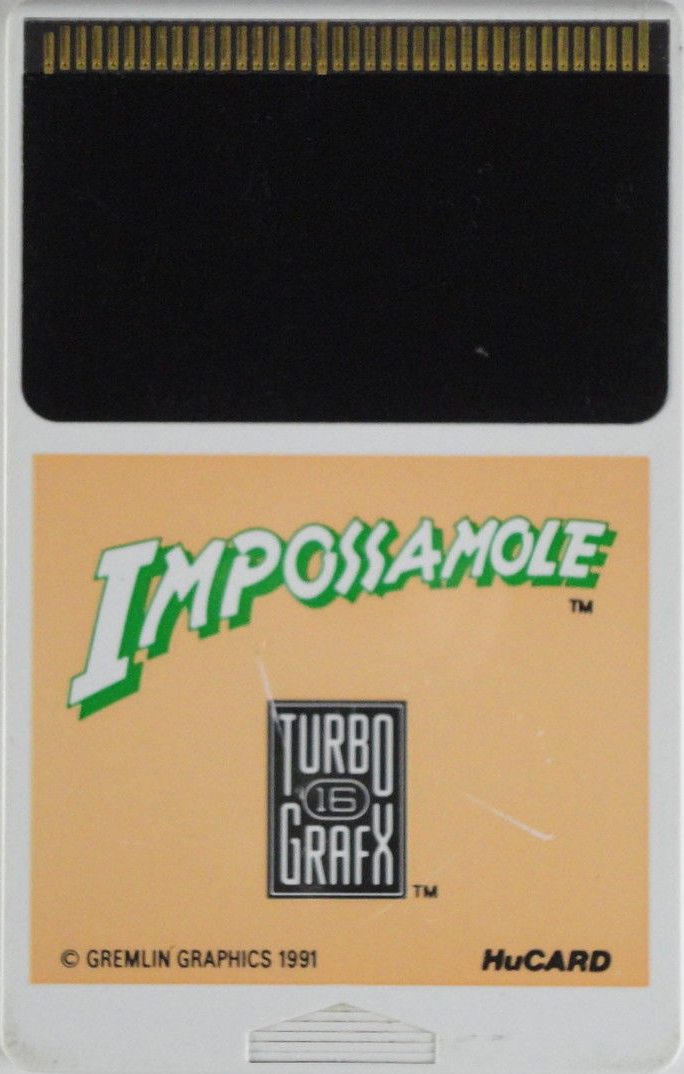 IMPOSSAMOLE
TM
TURBO
16
GRAFX
TM
© GREMLIN GRAPHICS 1991
HuCARD